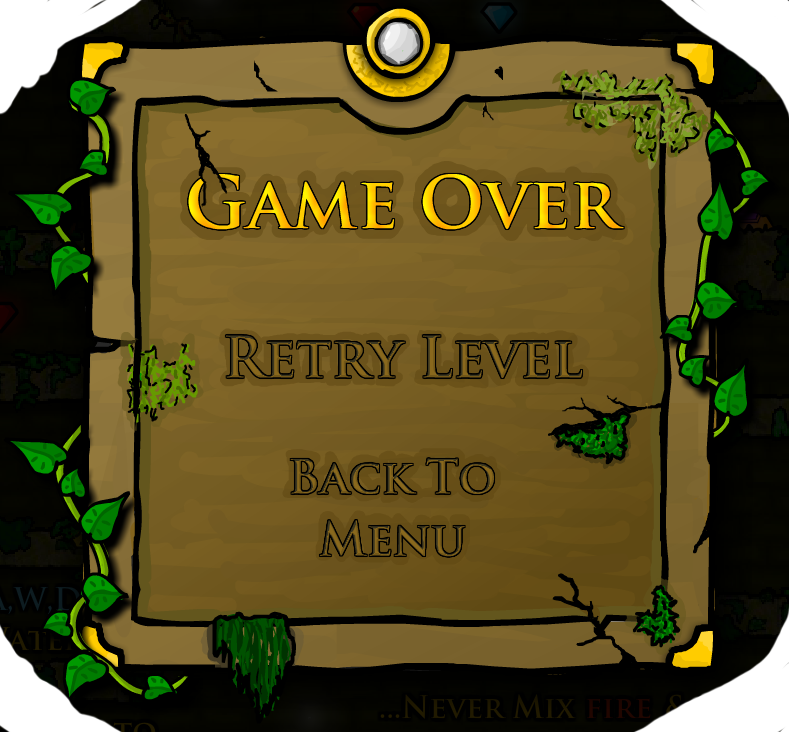 Game Over
Retry Level
Back To
Menu
A,W,D
...Never Mix fire &